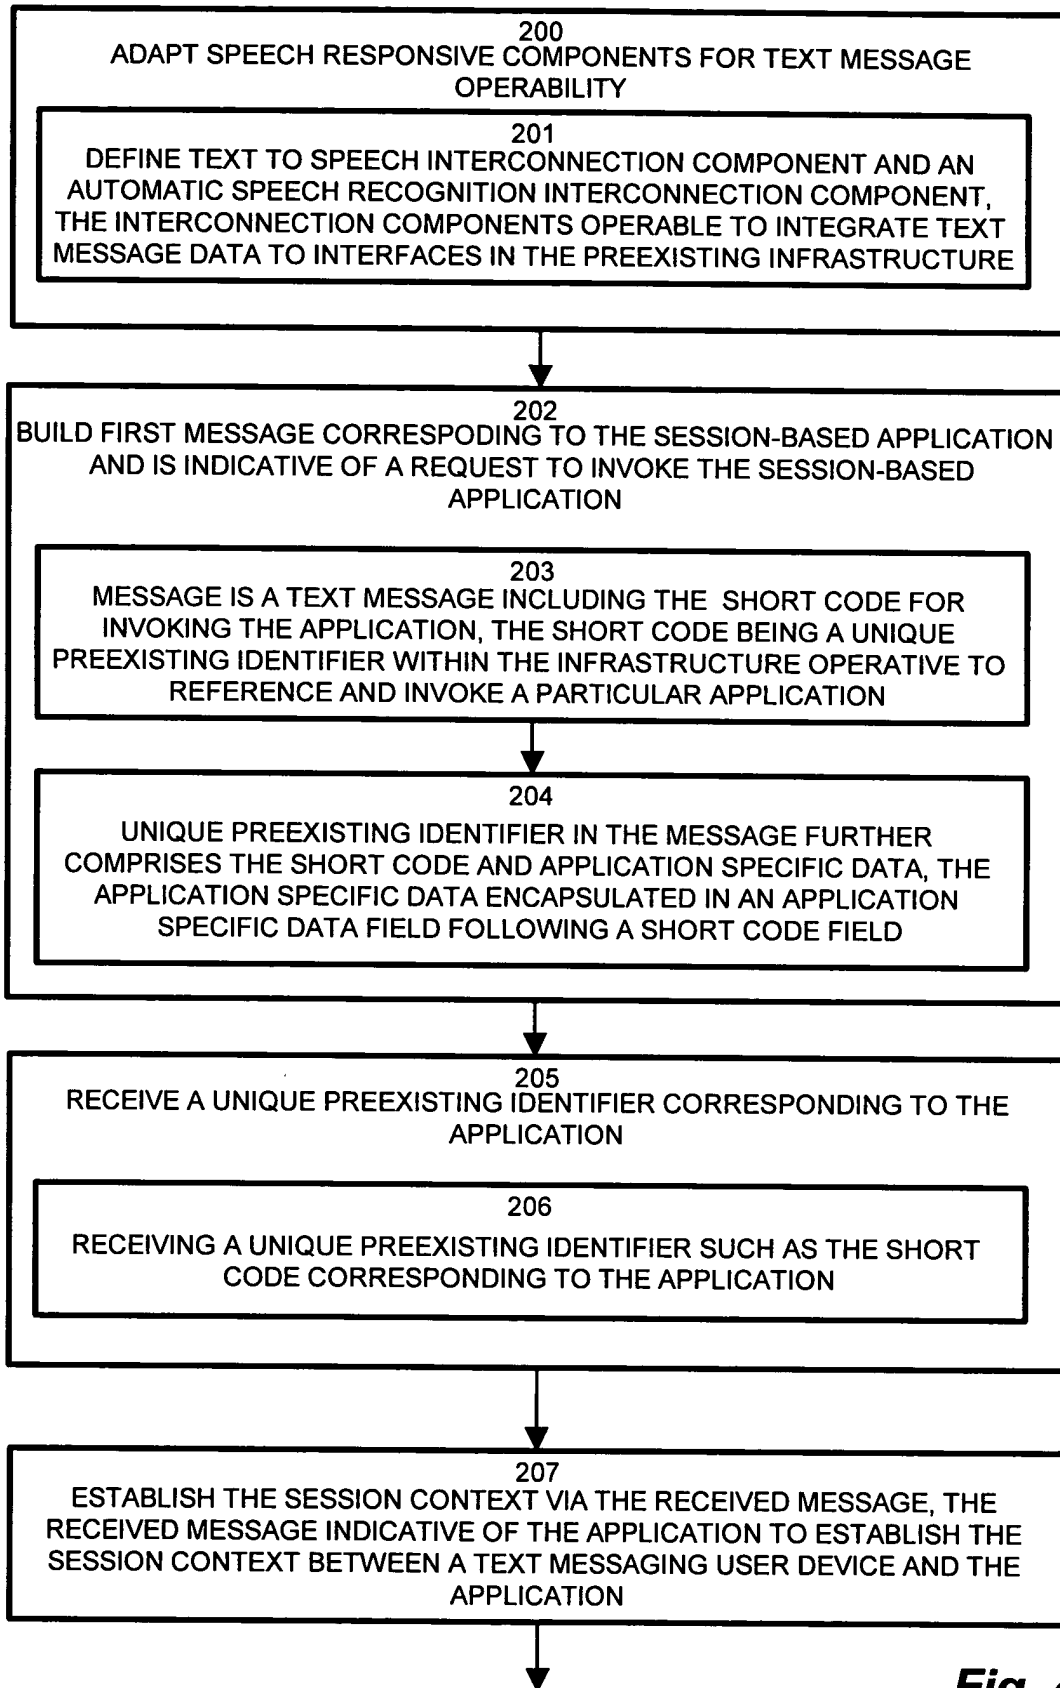 200
ADAPT SPEECH RESPONSIVE COMPONENTS FOR TEXT MESSAGE
OPERABILITY
201
DEFINE TEXT TO SPEECH INTERCONNECTION COMPONENT AND AN
AUTOMATIC SPEECH RECOGNITION INTERCONNECTION COMPONENT,
THE INTERCONNECTION COMPONENTS OPERABLE TO INTEGRATE TEXT
MESSAGE DATA TO INTERFACES IN THE PREEXISTING INFRASTRUCTURE
202
BUILD FIRST MESSAGE CORRESPODING TO THE SESSION-BASED APPLICATION
AND IS INDICATIVE OF A REQUEST TO INVOKE THE SESSION-BASED
APPLICATION
203
MESSAGE IS A TEXT MESSAGE INCLUDING THE SHORT CODE FOR
INVOKING THE APPLICATION, THE SHORT CODE BEING A UNIQUE
PREEXISTING IDENTIFIER WITHIN THE INFRASTRUCTURE OPERATIVE TO
REFERENCE AND INVOKE A PARTICULAR APPLICATION
204
UNIQUE PREEXISTING IDENTIFIER IN THE MESSAGE FURTHER
COMPRISES THE SHORT CODE AND APPLICATION SPECIFIC DATA, THE
APPLICATION SPECIFIC DATA ENCAPSULATED IN AN APPLICATION
SPECIFIC DATA FIELD FOLLOWING A SHORT CODE FIELD
205
RECEIVE A UNIQUE PREEXISTING IDENTIFIER CORRESPONDING TO THE
APPLICATION
206
RECEIVING A UNIQUE PREEXISTING IDENTIFIER SUCH AS THE SHORT
CODE CORRESPONDING TO THE APPLICATION
207
ESTABLISH THE SESSION CONTEXT VIA THE RECEIVED MESSAGE, THE
RECEIVED MESSAGE INDICATIVE OF THE APPLICATION TO ESTABLISH THE
SESSION CONTEXT BETWEEN A TEXT MESSAGING USER DEVICE AND THE
APPLICATION
Fig.